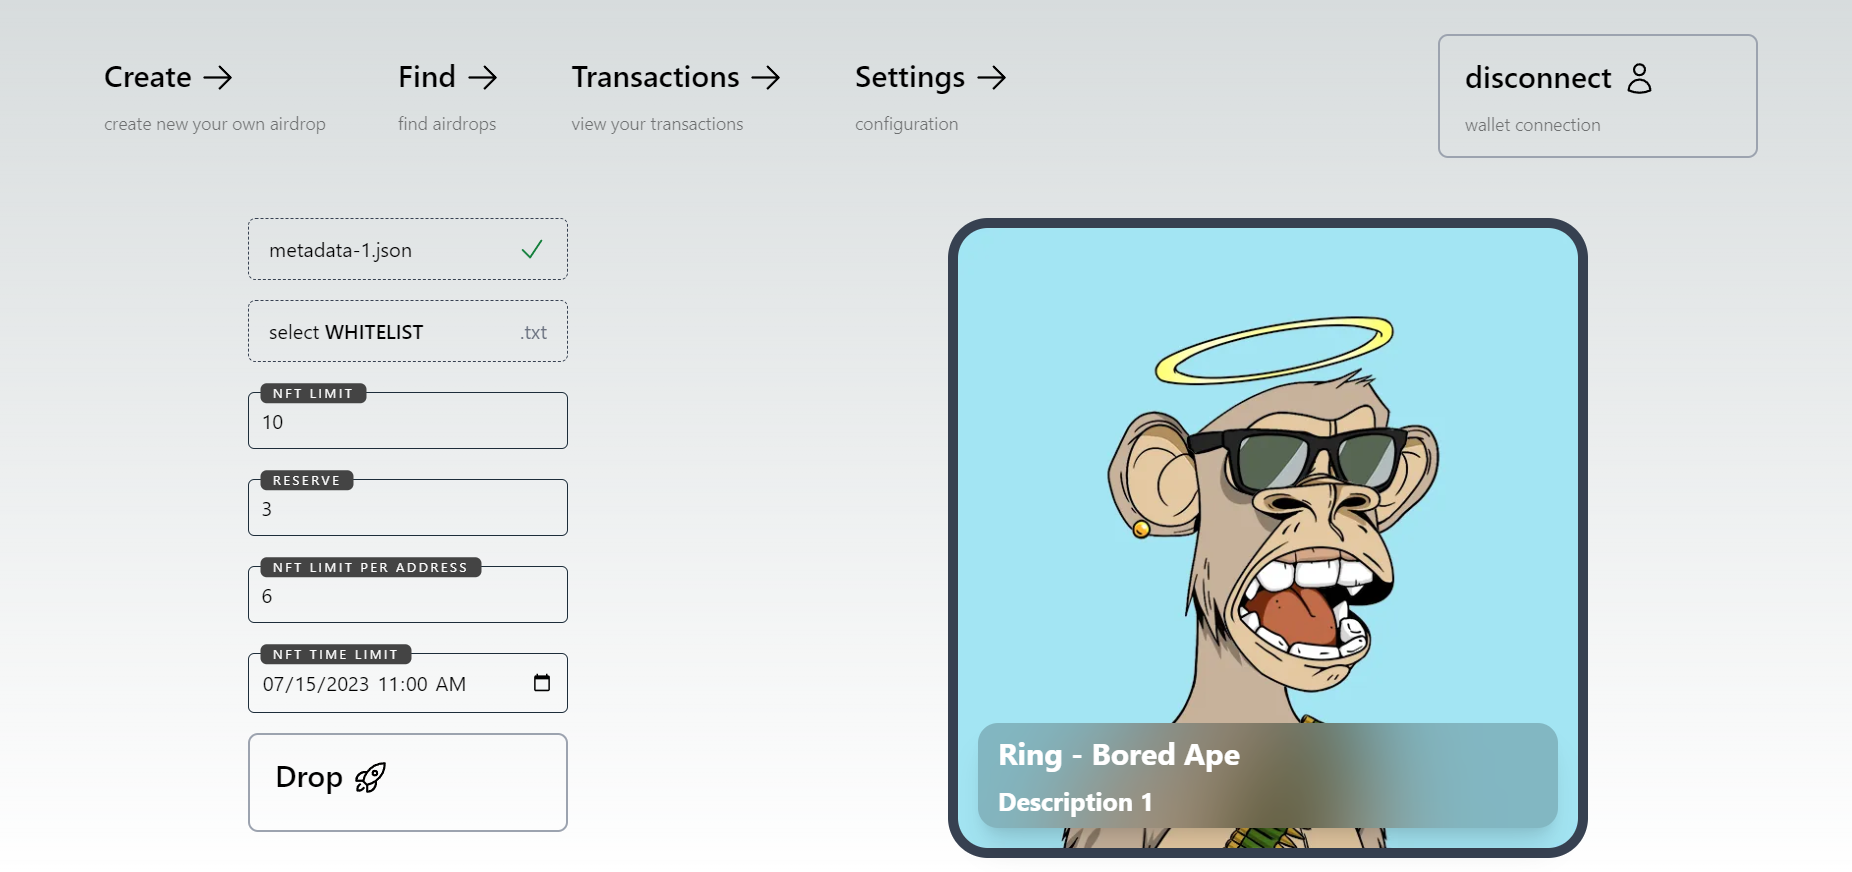 Create
create new your own airdrop
Find
find airdrops
Transactions
view your transactions
Settings
configuration
disconnect
wallet connection
metadata-1.json
select WHITELIST .txt
NFT LIMIT
10
RESERVE
3
NFT LIMIT PER ADDRESS
6
NFT TIME LIMIT
07/15/2023 11:00 AM
Drop
Ring - Bored Ape
Description 1